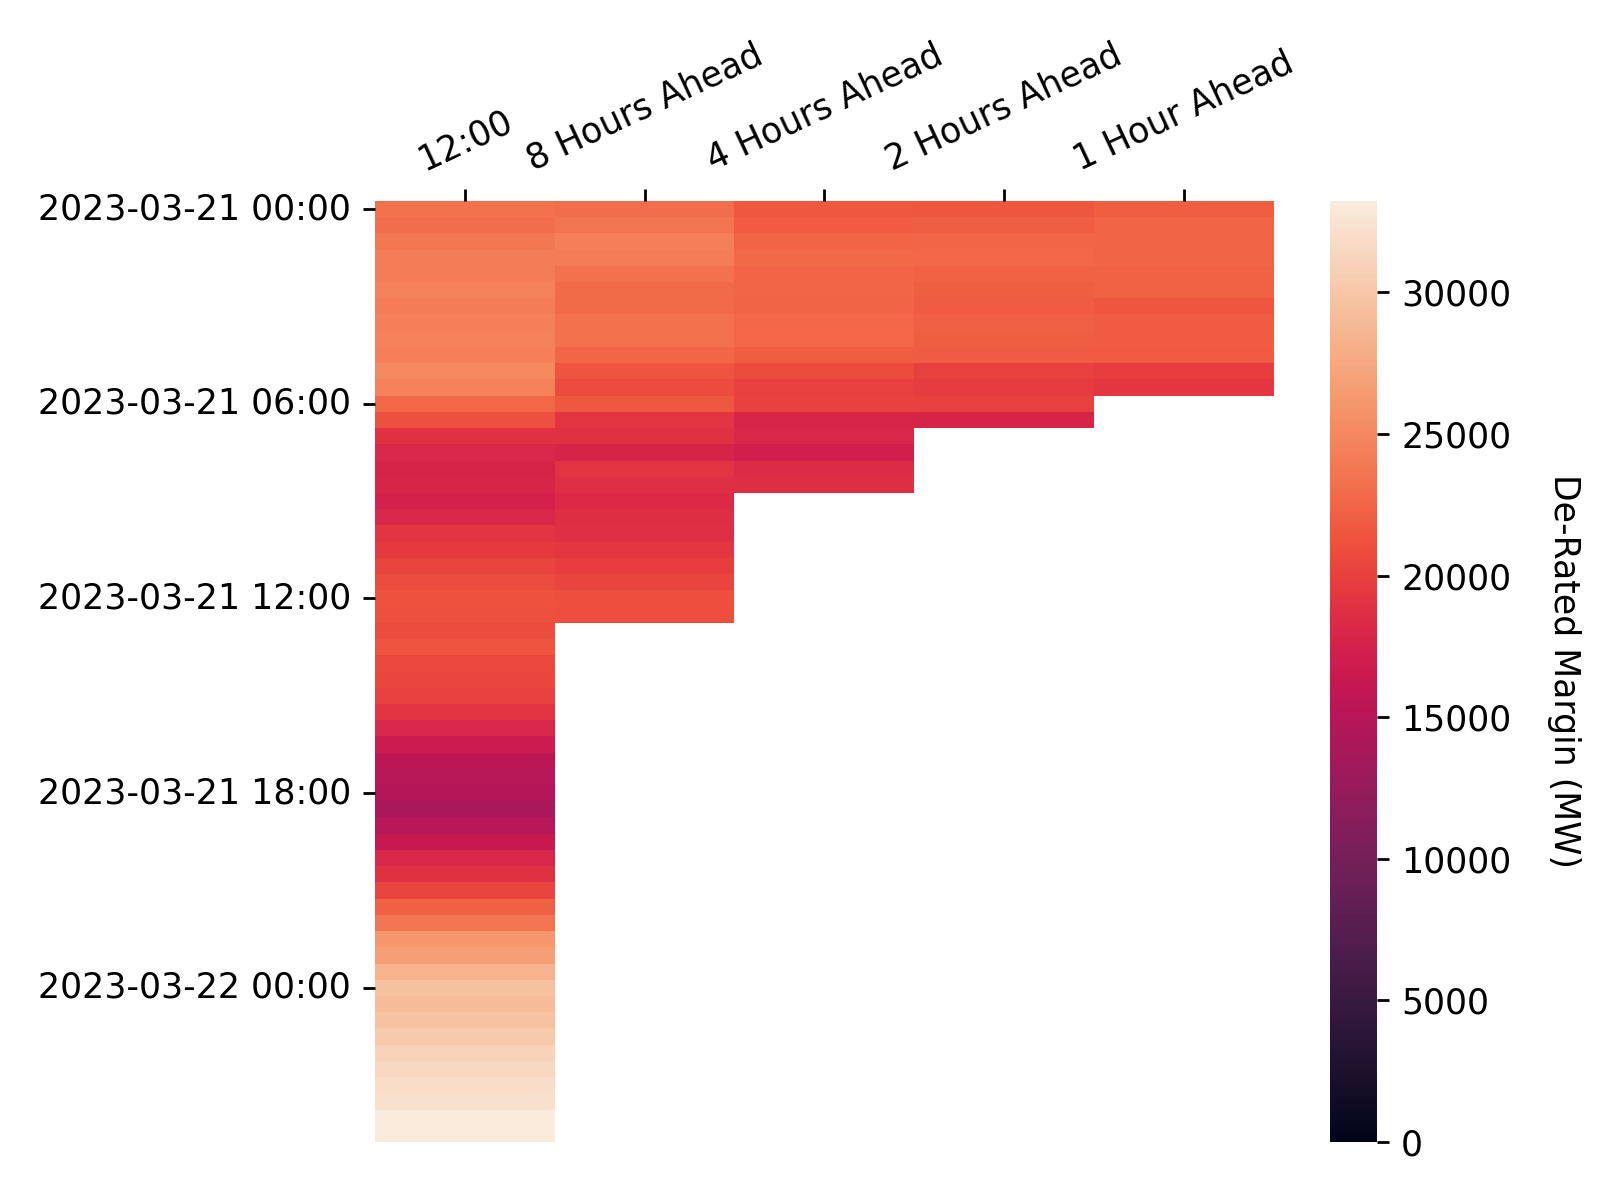 12:00
8 Hours Ahead
4 Hours Ahead
2 Hours Ahead
1 Hour Ahead
2023-03-21 00:00
2023-03-21 06:00
2023-03-21 12:00
2023-03-21 18:00
2023-03-22 00:00
30000
25000
20000
15000
10000
5000
0
De-Rated Margin (MW)